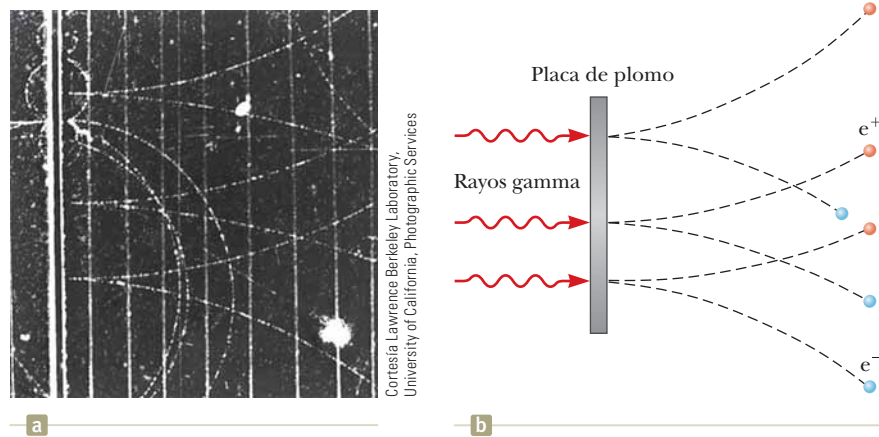 Cortesía Lawrence Berkeley Laboratory,
University of California, Photographic Services
a
Placa de plomo
Rayos gamma
e+
e−
b